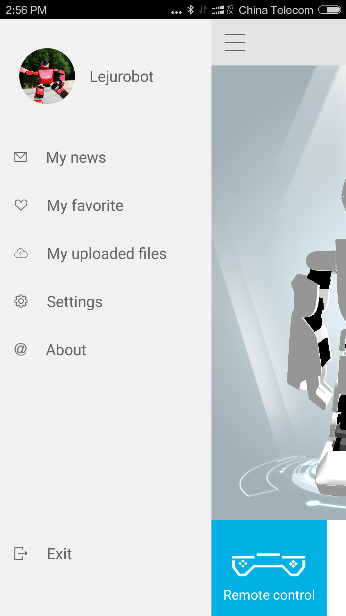 2:56 PM
China Telecom
Lejurobot
My news
My favorite
My uploaded files
Settings
About
Exit
Remote control